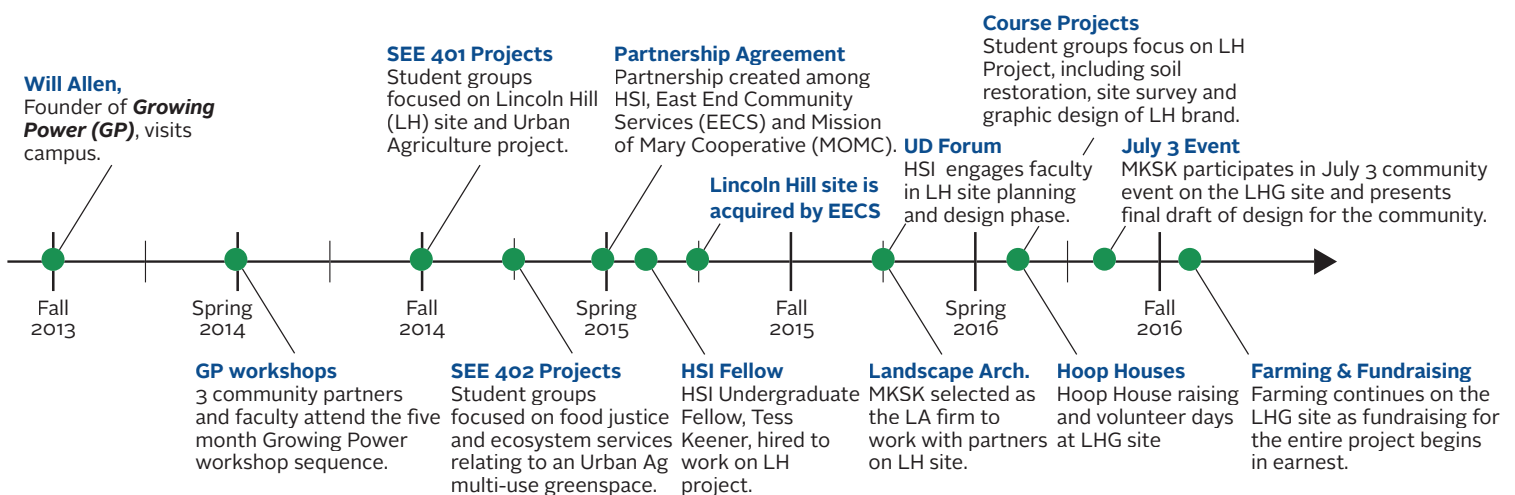 Will Allen,
Founder of Growing
Power (GP), visits
campus.
SEE 401 Projects
Student groups
focused on Lincoln Hill
(LH) site and Urban
Agriculture project.
Partnership Agreement
Partnership created among
HSI, East End Community
Services (EECS) and Mission
of Mary Cooperative (MOMC).
Lincoln Hill site is
acquired by EECS
UD Forum
HSI engages faculty
in LH site planning
and design phase.
Course Projects
Student groups focus on LH
Project, including soil
restoration, site survey and
graphic design of LH brand.
July 3 Event
MKSK participates in July 3 community
event on the LHG site and presents
final draft of design for the community.
Fall
2013
Spring
2014
Fall
2014
Spring
2015
Fall
2015
Spring
2016
Fall
2016
GP workshops
3 community partners
and faculty attend the five
month Growing Power
workshop sequence.
SEE 402 Projects
Student groups
focused on food justice
and ecosystem services
relating to an Urban Ag
multi-use greenspace.
HSI Fellow
HSI Undergraduate
Fellow, Tess
Keener, hired to
work on LH
project.
Landscape Arch.
MKSK selected as
the LA firm to
work with partners
on LH site.
Hoop Houses
Hoop House raising
and volunteer days
at LHG site
Farming & Fundraising
Farming continues on the
LHG site as fundraising for
the entire project begins
in earnest.